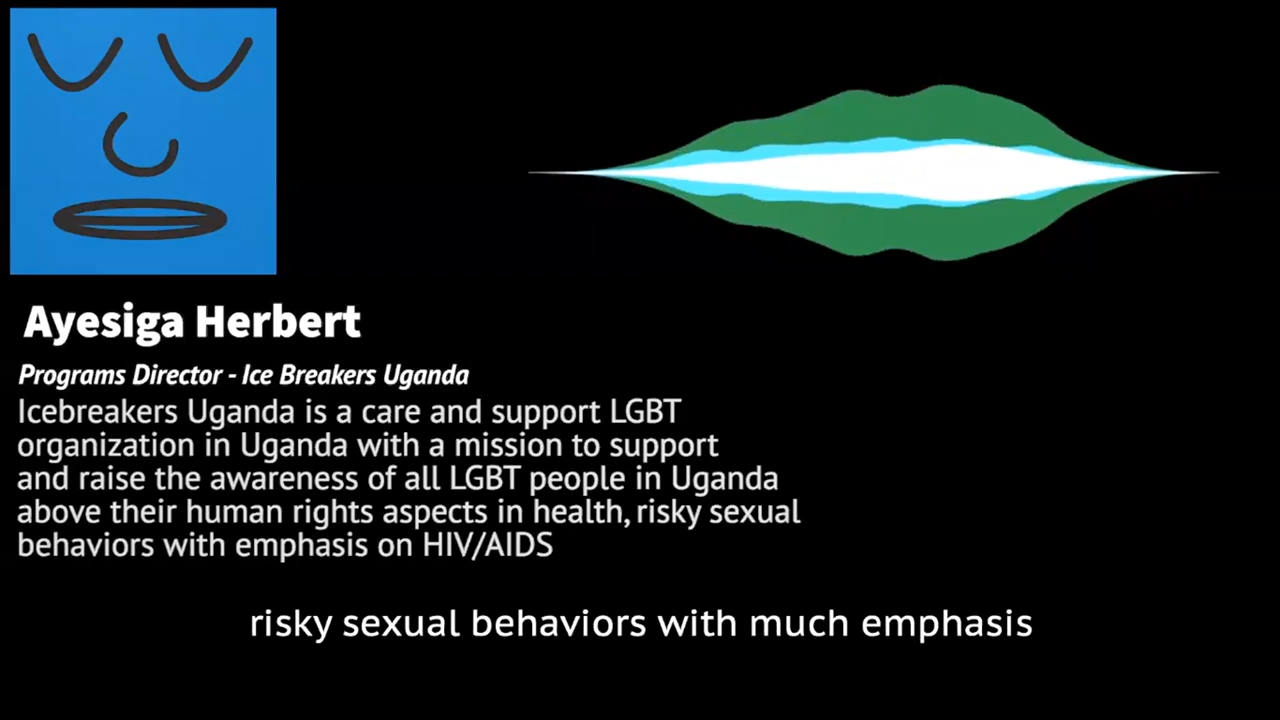 Ayesiga Herbert
Programs Director - Ice Breakers Uganda
Icebreakers Uganda is a care and support LGBT
organization in Uganda with a mission to support
and raise the awareness of all LGBT people in Uganda
above their human rights aspects in health, risky sexual
behaviors with emphasis on HIV/AIDS
risky sexual behaviors with much emphasis